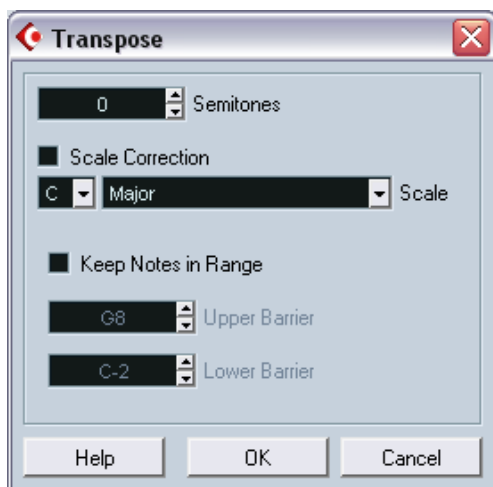 Transpose
0 Semitones
Scale Correction
C Major Scale
Keep Notes in Range
G8 Upper Barrier
C-2 Lower Barrier
Help OK Cancel